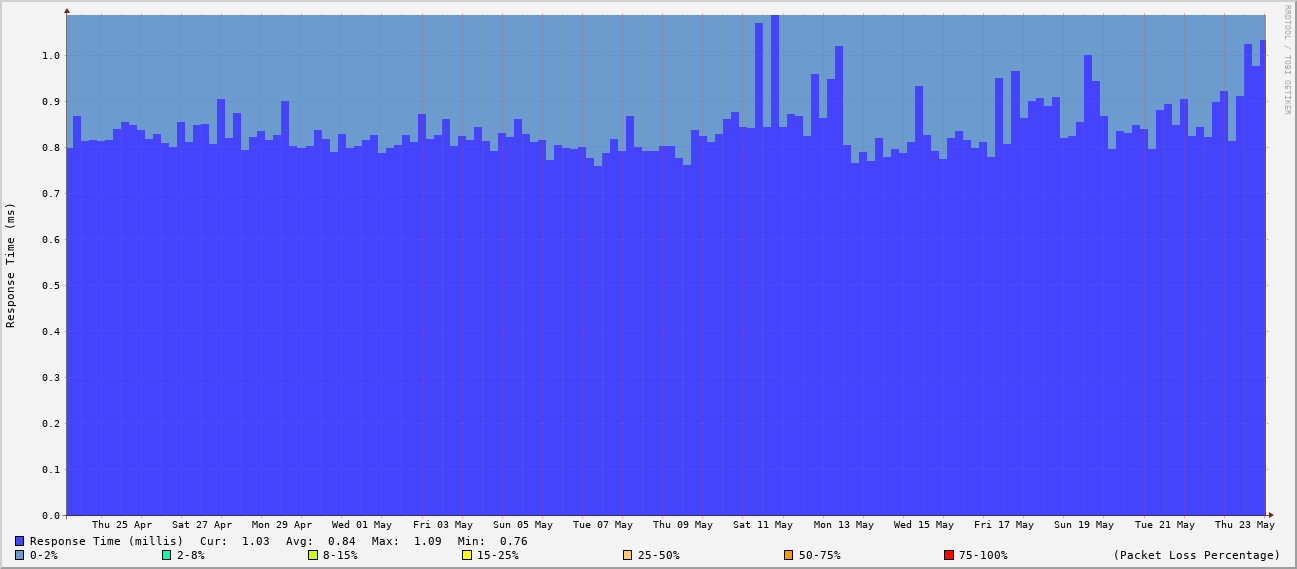 RRDTOOL / TOBI OETIKER
Response Time (ms)
1.0
0.9
0.8
0.7
0.6
0.5
0.4
0.3
0.2
0.1
0.0
Thu 25 Apr Sat 27 Apr Mon 29 Apr Wed 01 May Fri 03 May Sun 05 May Tue 07 May Thu 09 May Sat 11 May Mon 13 May Wed 15 May Fri 17 May Sun 19 May Tue 21 May Thu 23 May
Response Time (millis) Cur: 1.03 Avg: 0.84 Max: 1.09 Min: 0.76
0-2% 2-8% 8-15% 15-25% 25-50% 50-75% 75-100% (Packet Loss Percentage)